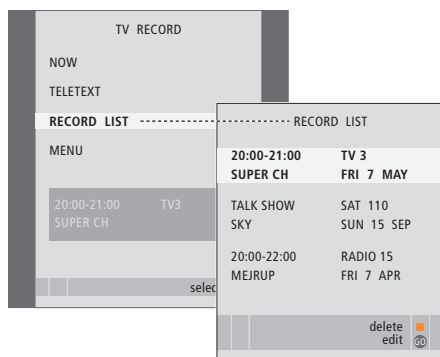 TV RECORD
NOW
TELETEXT
RECORD LIST
MENU
20:00-21:00 TV3
SUPER CH
selec
RECORD LIST
20:00-21:00 TV 3
SUPER CH FRI 7 MAY
TALK SHOW SAT 110
SKY SUN 15 SEP
20:00-22:00 RADIO 15
MEJRUP FRI 7 APR
delete
edit GO